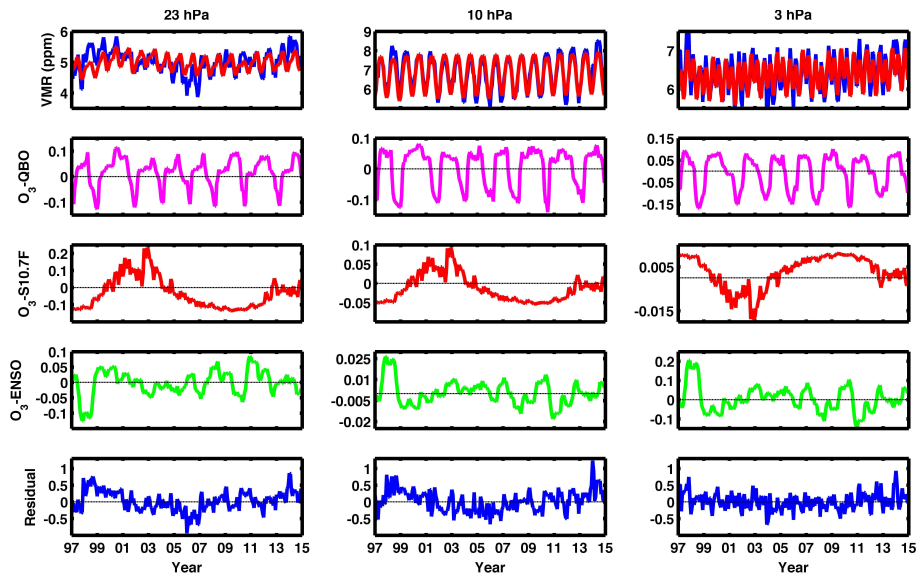 23 hPa 10 hPa 3 hPa
VMR (ppm)
6 5 4
9 8 7 6
7 6
O3-QBO
0.1 0 -0.1
0.1 0 -0.1
0.15 0.05 -0.05 -0.15
O3-S10.7F
0.2 0.1 0 -0.1
0.1 0.05 0 -0.05
0.005 -0.015
O3-ENSO
0.1 0.05 0 -0.05 -0.1
0.025 0.01 -0.005 -0.02
0.2 0.1 0 -0.1
Residual
1 0.5 0 -0.5
1 0.5 0 -0.5
1 0.5 0 -0.5
97 99 01 03 05 07 09 11 13 15
97 99 01 03 05 07 09 11 13 15
97 99 01 03 05 07 09 11 13 15
Year Year Year